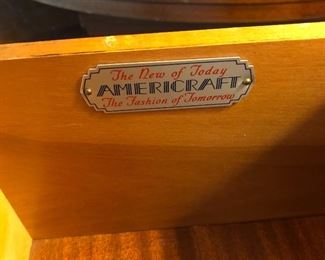 The New of Today
AMERICRAFT
The Fashion of Tomorrow